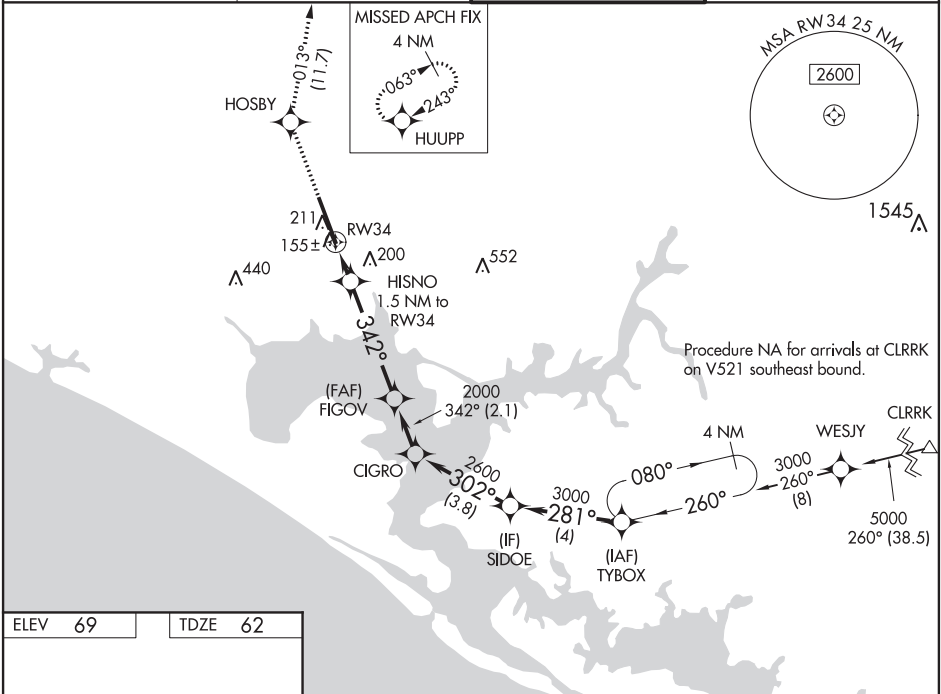 MISSED APCH FIX
4 NM
063°
243°
HUUPP
013°
(11.7)
HOSBY
MSA RW34 25 NM
2600
1545
211
RW34
155±
200
552
440
HISNO
1.5 NM to
RW34
342°
Procedure NA for arrivals at CLRRK
on V521 southeast bound.
(FAF)
FIGOV
2000
342° (2.1)
CLRRK
WESJY
4 NM
CIGRO
2600
302°
(3.8)
080°
3000
260°
(8)
260°
3000
281°
(4)
5000
260° (38.5)
(IF)
SIDOE
(IAF)
TYBOX
ELEV 69
TDZE 62